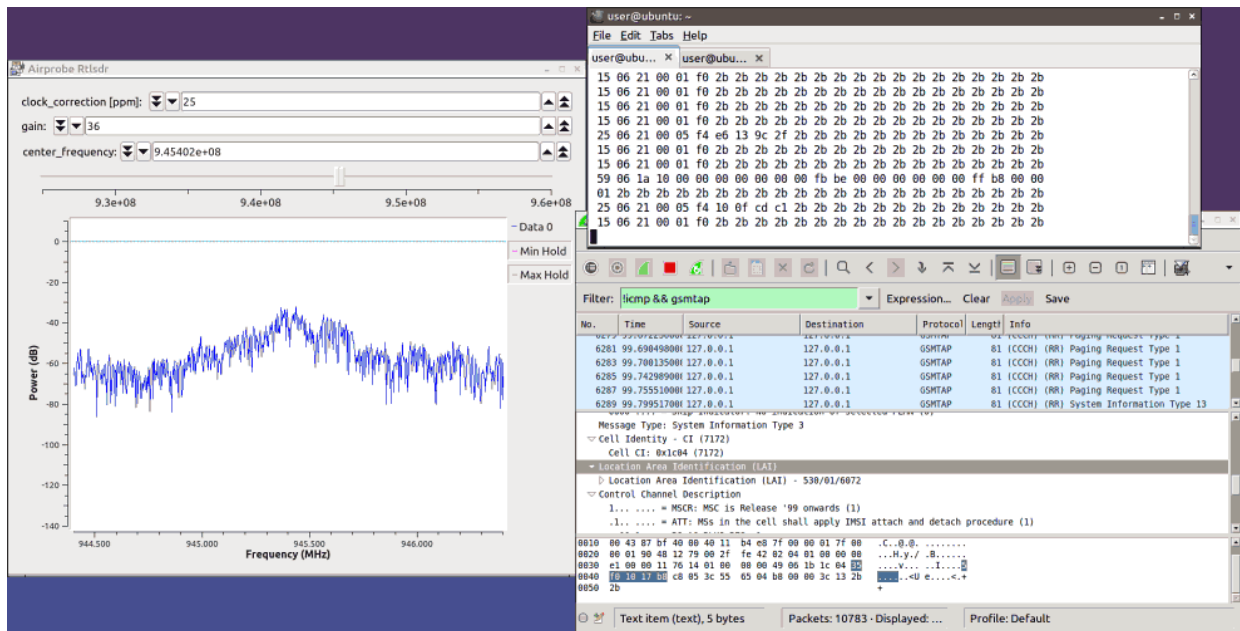 Airprobe Rtlsdr
clock_correction [ppm]: 25
gain: 36
center_frequency: 9.45402e+08
9.3e+08 9.4e+08 9.5e+08 9.6e+08
Data 0
Min Hold
Max Hold
0
-20
-40
-60
-80
-100
-120
-140
Power (dB)
944.500 945.000 945.500 946.000
Frequency (MHz)
user@ubuntu: ~
File Edit Tabs Help
user@ubu... user@ubu...
15 06 21 00 01 f0 2b 2b 2b 2b 2b 2b 2b 2b 2b 2b 2b 2b 2b 2b 2b 2b 2b
15 06 21 00 01 f0 2b 2b 2b 2b 2b 2b 2b 2b 2b 2b 2b 2b 2b 2b 2b 2b 2b
15 06 21 00 01 f0 2b 2b 2b 2b 2b 2b 2b 2b 2b 2b 2b 2b 2b 2b 2b 2b 2b
15 06 21 00 01 f0 2b 2b 2b 2b 2b 2b 2b 2b 2b 2b 2b 2b 2b 2b 2b 2b 2b
25 06 21 00 05 f4 e6 13 9c 2f 2b 2b 2b 2b 2b 2b 2b 2b 2b 2b 2b 2b 2b
15 06 21 00 01 f0 2b 2b 2b 2b 2b 2b 2b 2b 2b 2b 2b 2b 2b 2b 2b 2b 2b
15 06 21 00 01 f0 2b 2b 2b 2b 2b 2b 2b 2b 2b 2b 2b 2b 2b 2b 2b 2b 2b
59 06 1a 10 00 00 00 00 00 00 00 fb be 00 00 00 00 00 00 ff b8 00 00
01 2b 2b 2b 2b 2b 2b 2b 2b 2b 2b 2b 2b 2b 2b 2b 2b 2b 2b 2b 2b 2b 2b
25 06 21 00 05 f4 10 0f cd c1 2b 2b 2b 2b 2b 2b 2b 2b 2b 2b 2b 2b 2b
15 06 21 00 01 f0 2b 2b 2b 2b 2b 2b 2b 2b 2b 2b 2b 2b 2b 2b 2b 2b 2b
Filter: !icmp && gsmtap Expression... Clear Apply Save
No. Time Source Destination Protocol Lengtl Info
6281 99.69049800( 127.0.0.1 127.0.0.1 GSMTAP 81 (CCCH) (RR) Paging Request Type 1
6283 99.70013500( 127.0.0.1 127.0.0.1 GSMTAP 81 (CCCH) (RR) Paging Request Type 1
6285 99.74298900( 127.0.0.1 127.0.0.1 GSMTAP 81 (CCCH) (RR) Paging Request Type 1
6287 99.75551000( 127.0.0.1 127.0.0.1 GSMTAP 81 (CCCH) (RR) Paging Request Type 1
6289 99.79951700( 127.0.0.1 127.0.0.1 GSMTAP 81 (CCCH) (RR) System Information Type 13
Message Type: System Information Type 3
Cell Identity - CI (7172)
Cell CI: 0x1c04 (7172)
Location Area Identification (LAI)
Location Area Identification (LAI) - 530/01/6072
Control Channel Description
1... .... = MSCR: MSC is Release '99 onwards (1)
.1.. .... = ATT: MSs in the cell shall apply IMSI attach and detach procedure (1)
0010 00 43 87 bf 40 00 40 11 b4 e8 7f 00 00 01 7f 00 .C..@.@. ........
0020 00 01 90 48 12 79 00 2f fe 42 02 04 01 00 00 00 ...H.y./ .B......
0030 e1 00 00 11 76 14 01 00 00 00 49 06 1b 1c 04 35 ....v... ..I....5
0040 f0 10 17 b8 c8 05 3c 55 65 04 b8 00 00 3c 13 2b ......<U e....<.+
0050 2b +
Text item (text), 5 bytes Packets: 10783 · Displayed: ... Profile: Default